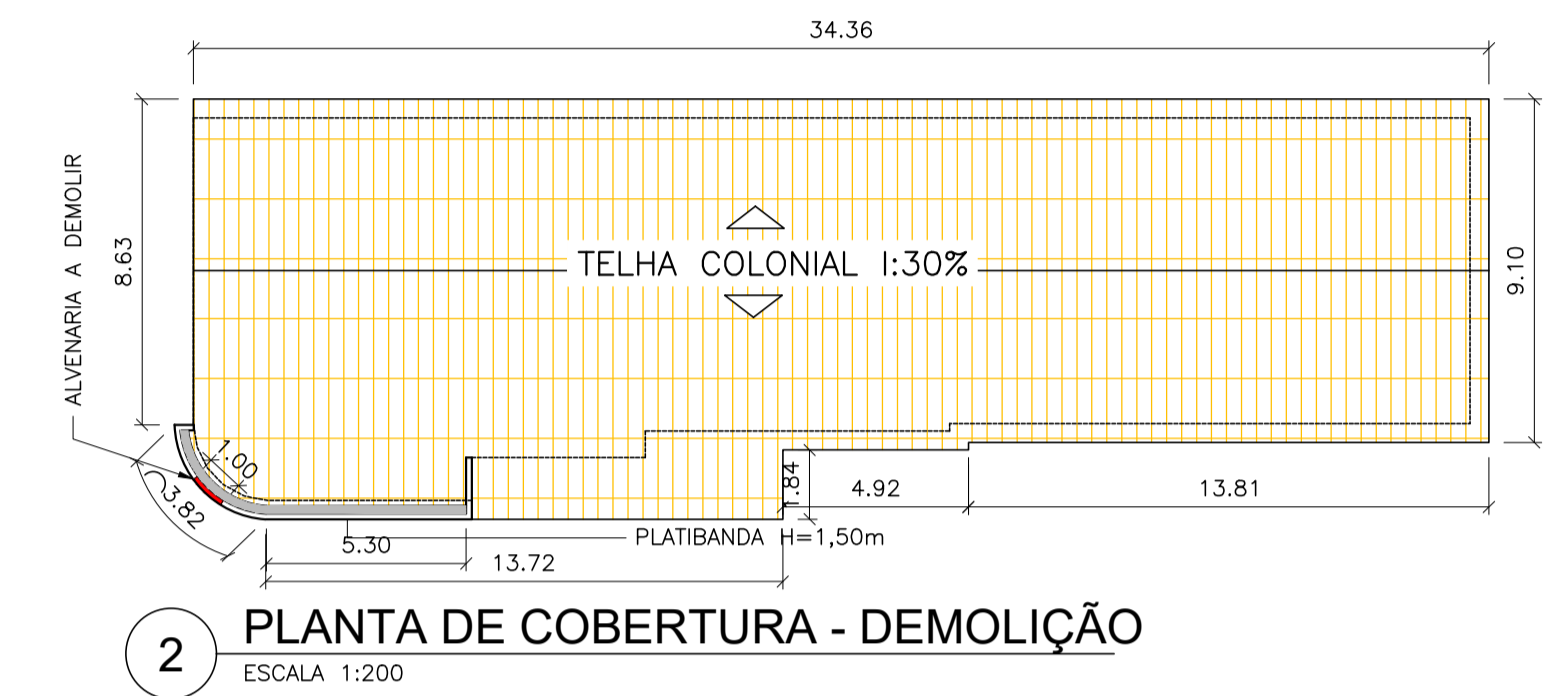 34.36
ALVENARIA A DEMOLIR
8.63
TELHA COLONIAL I:30%
9.10
1.00
3.82
1.84
4.92
13.81
5.30
PLATIBANDA H=1,50m
13.72
2
PLANTA DE COBERTURA - DEMOLIÇÃO
ESCALA 1:200